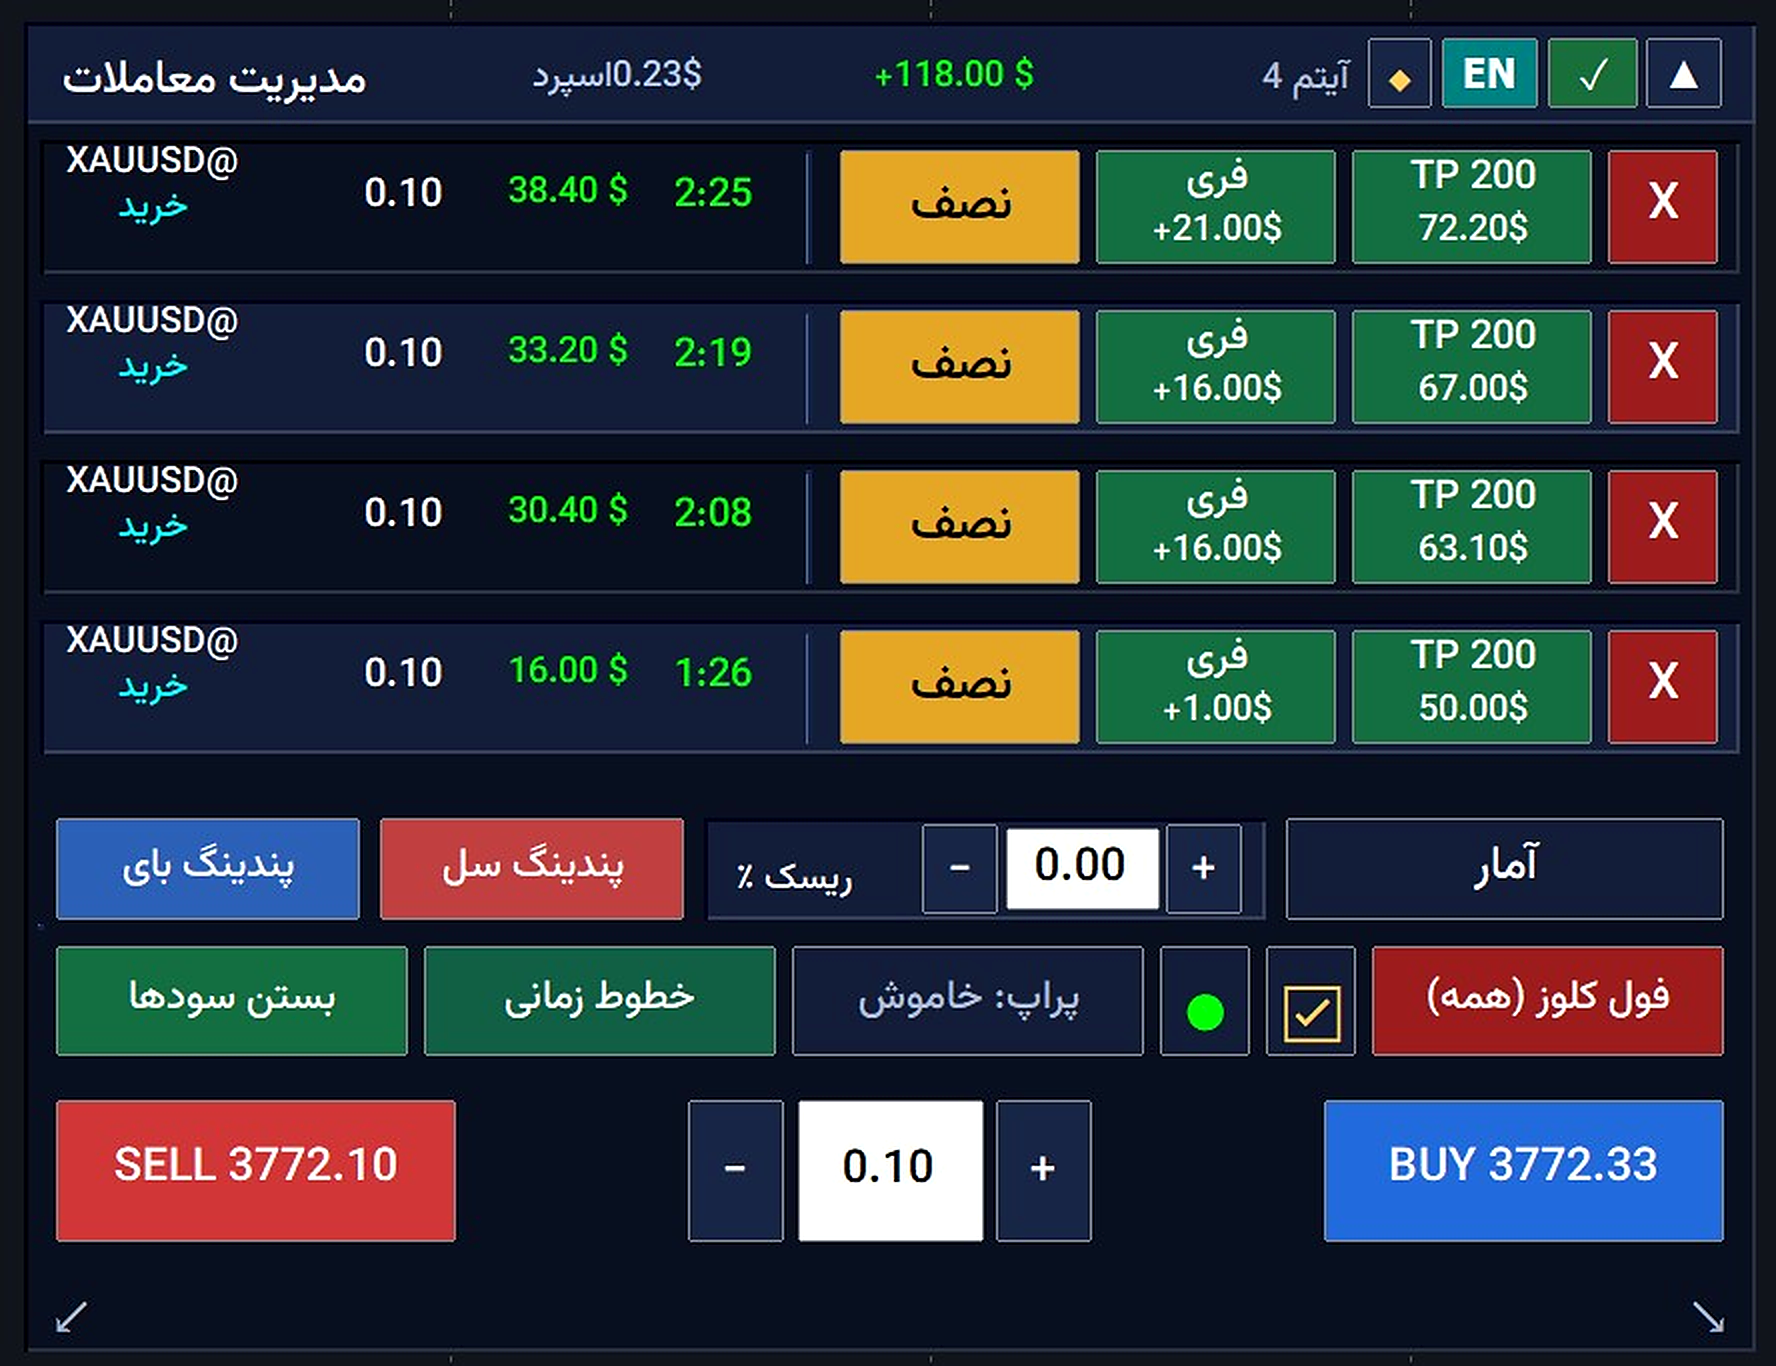 مدیریت معاملات
اسپرد0.23$
+118.00 $
4 آیتم
EN
XAUUSD@
خرید
0.10
38.40 $
2:25
نصف
فری
+21.00$
TP 200
72.20$
X
XAUUSD@
خرید
0.10
33.20 $
2:19
نصف
فری
+16.00$
TP 200
67.00$
X
XAUUSD@
خرید
0.10
30.40 $
2:08
نصف
فری
+16.00$
TP 200
63.10$
X
XAUUSD@
خرید
0.10
16.00 $
1:26
نصف
فری
+1.00$
TP 200
50.00$
X
پندینگ بای
پندینگ سل
ریسک ٪
-
0.00
+
آمار
بستن سودها
خطوط زمانی
پراپ: خاموش
فول کلوز (همه)
SELL 3772.10
-
0.10
+
BUY 3772.33